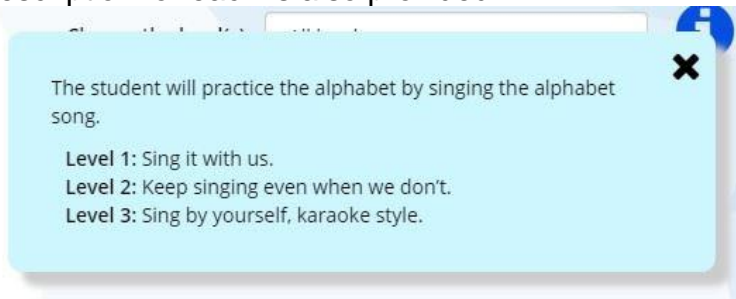 The student will practice the alphabet by singing the alphabet
song.
Level 1: Sing it with us.
Level 2: Keep singing even when we don't.
Level 3: Sing by yourself, karaoke style.